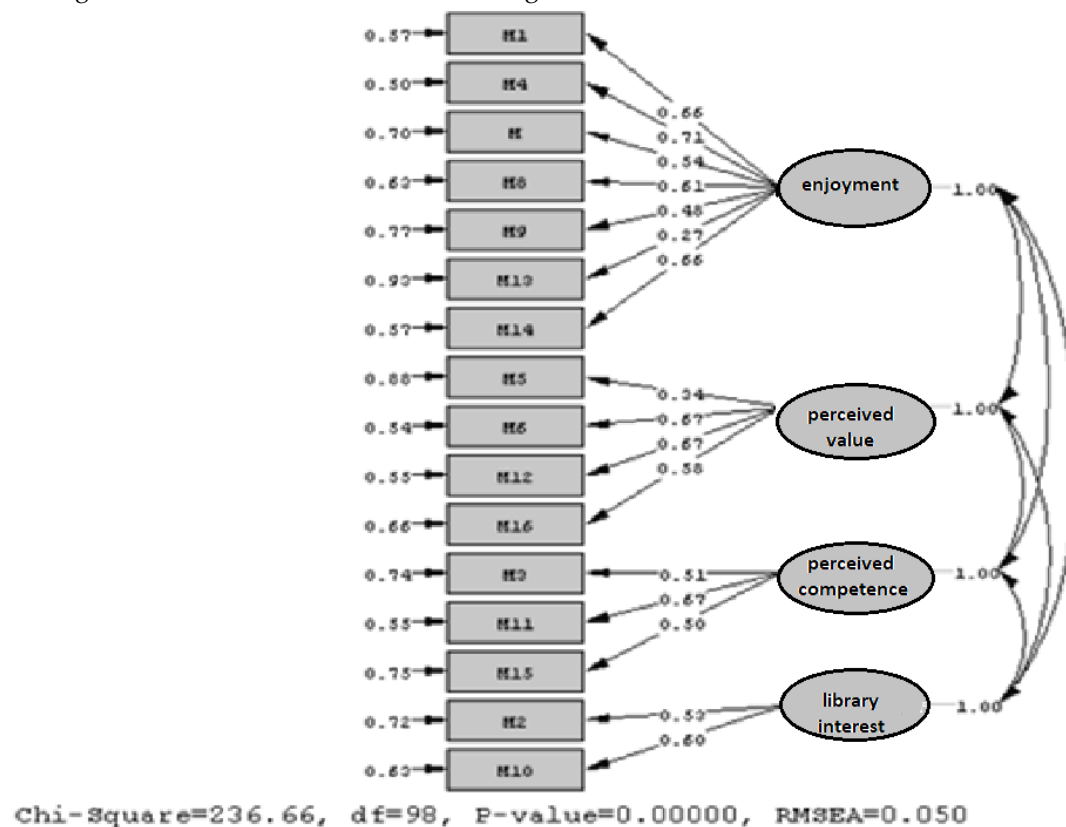 0.57 M1
0.50 M4
0.70 M
0.63 M8
0.77 M9
0.93 M13
0.57 M14
0.88 M5
0.54 M6
0.55 M12
0.66 M16
0.74 M3
0.55 M11
0.75 M15
0.72 M2
0.63 M10
0.66
0.71
0.54
0.61
0.48
0.27
0.66
0.34
0.67
0.67
0.58
0.51
0.67
0.50
0.53
0.60
enjoyment 1.00
perceived
value
1.00
perceived
competence
1.00
library
interest
1.00
Chi-Square=236.66, df=98, P-value=0.00000, RMSEA=0.050